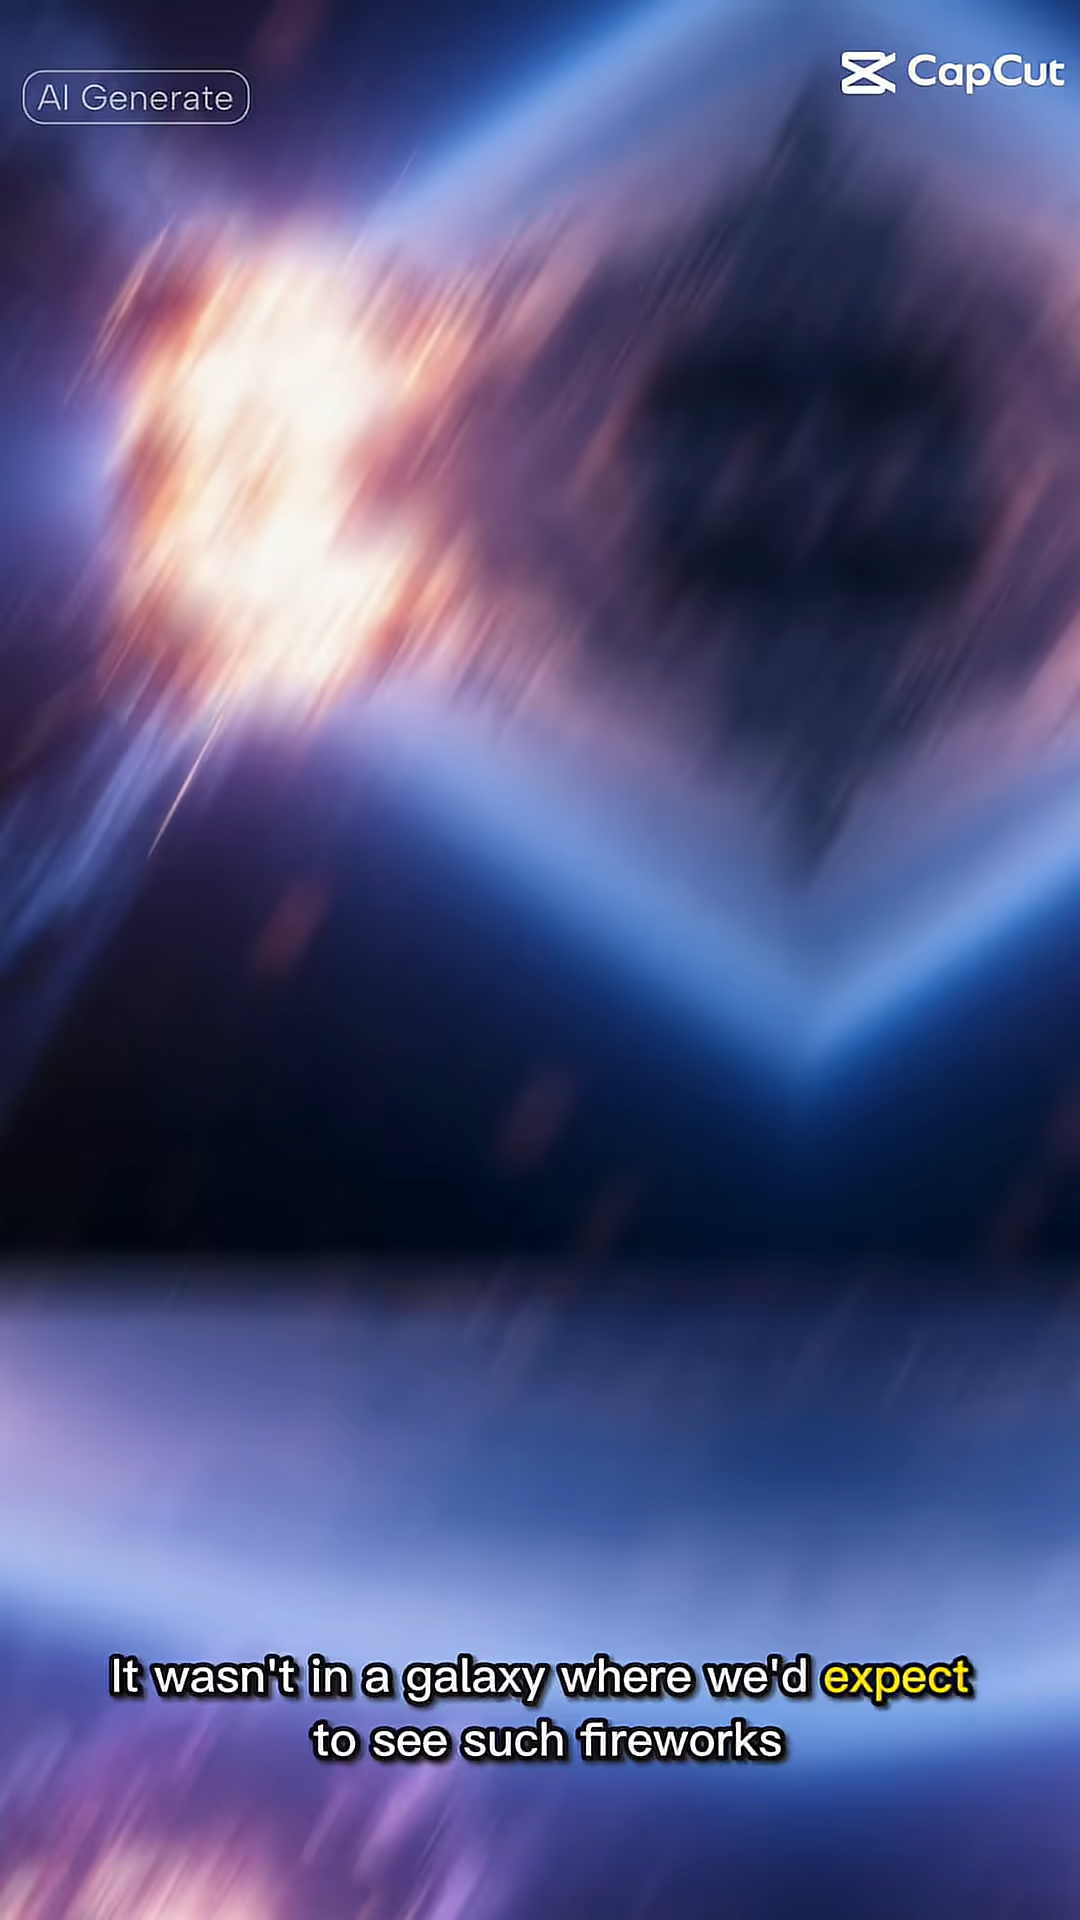 AI Generate
CapCut
It wasn't in a galaxy where we'd expect
to see such fireworks